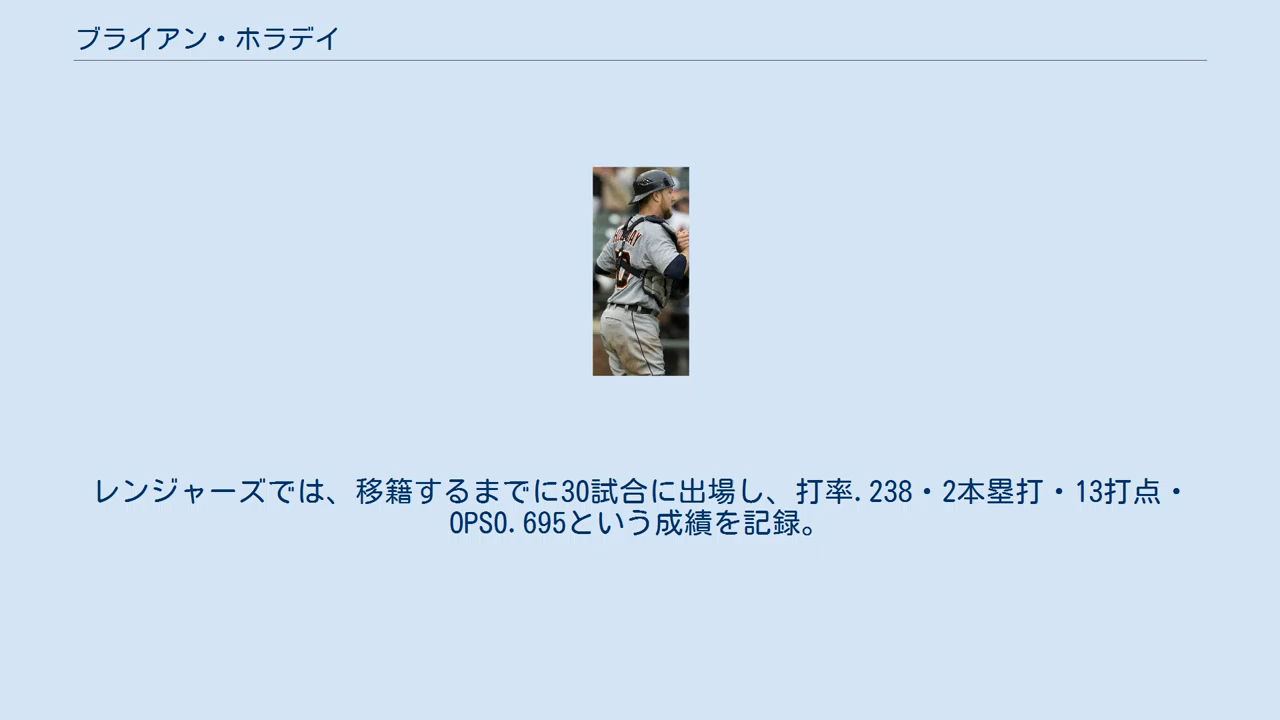 ブライアン・ホラデイ
レンジャーズでは、移籍するまでに30試合に出場し、打率.238・2本塁打・13打点・
OPS0.695という成績を記録。